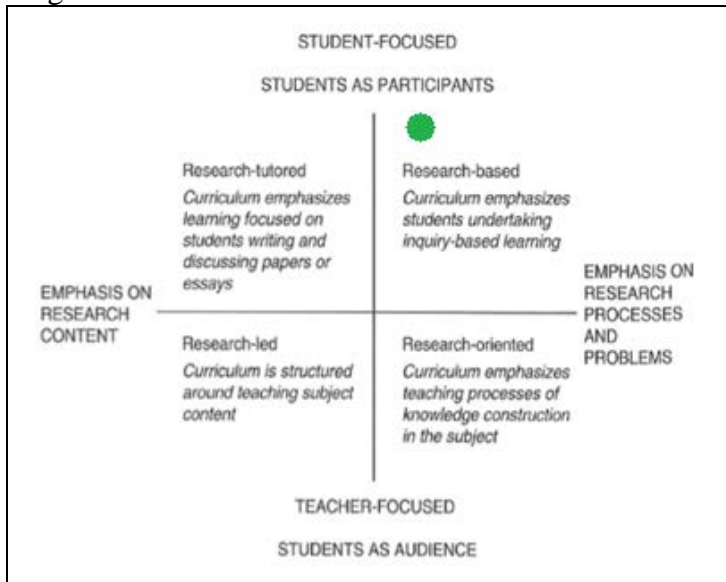 STUDENT-FOCUSED
STUDENTS AS PARTICIPANTS
Research-tutored
Curriculum emphasizes
learning focused on
students writing and
discussing papers or
essays
Research-based
Curriculum emphasizes
students undertaking
inquiry-based learning
EMPHASIS ON
RESEARCH
CONTENT
EMPHASIS ON
RESEARCH
PROCESSES
AND
PROBLEMS
Research-led
Curriculum is structured
around teaching subject
content
Research-oriented
Curriculum emphasizes
teaching processes of
knowledge construction
in the subject
TEACHER-FOCUSED
STUDENTS AS AUDIENCE